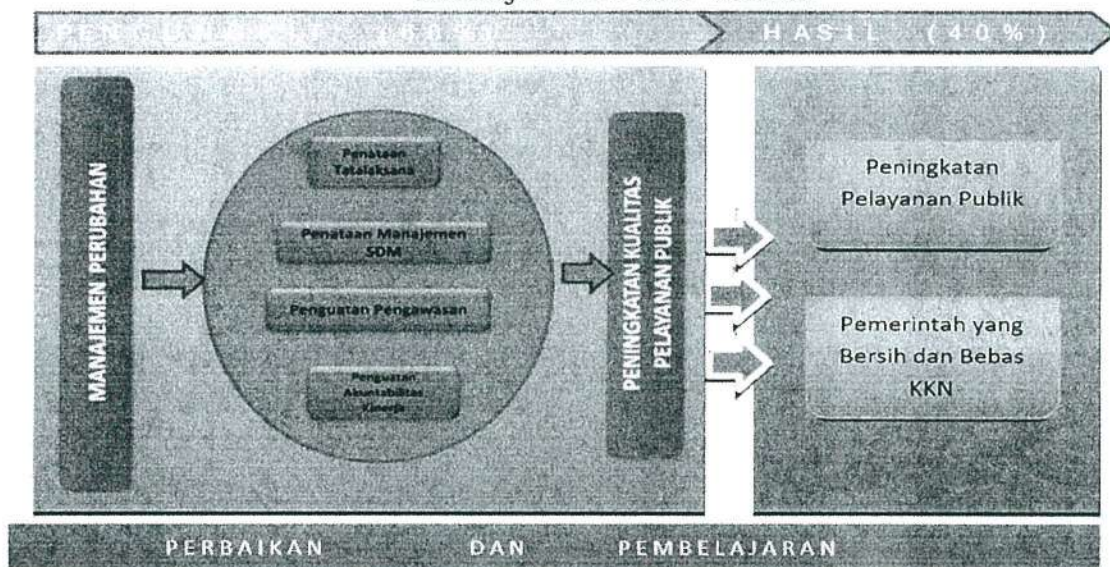 PENGUNGKIT (60%)
HASIL (40%)
MANAJEMEN PERUBAHAN
Penataan
Tatalaksana
Penataan Manajemen
SDM
Penguatan Pengawasan
Penguatan
Akuntabilitas
Kinerja
PENINGKATAN KUALITAS
PELAYANAN PUBLIK
Peningkatan
Pelayanan Publik
Pemerintah yang
Bersih dan Bebas
KKN
PERBAIKAN DAN PEMBELAJARAN